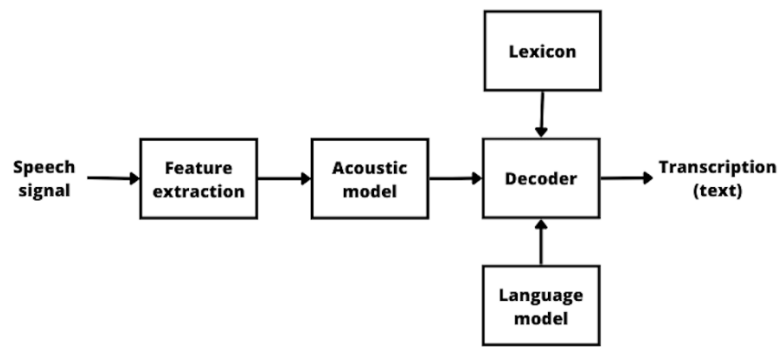 Lexicon
Speech
signal
Feature
extraction
Acoustic
model
Decoder
Transcription
(text)
Language
model